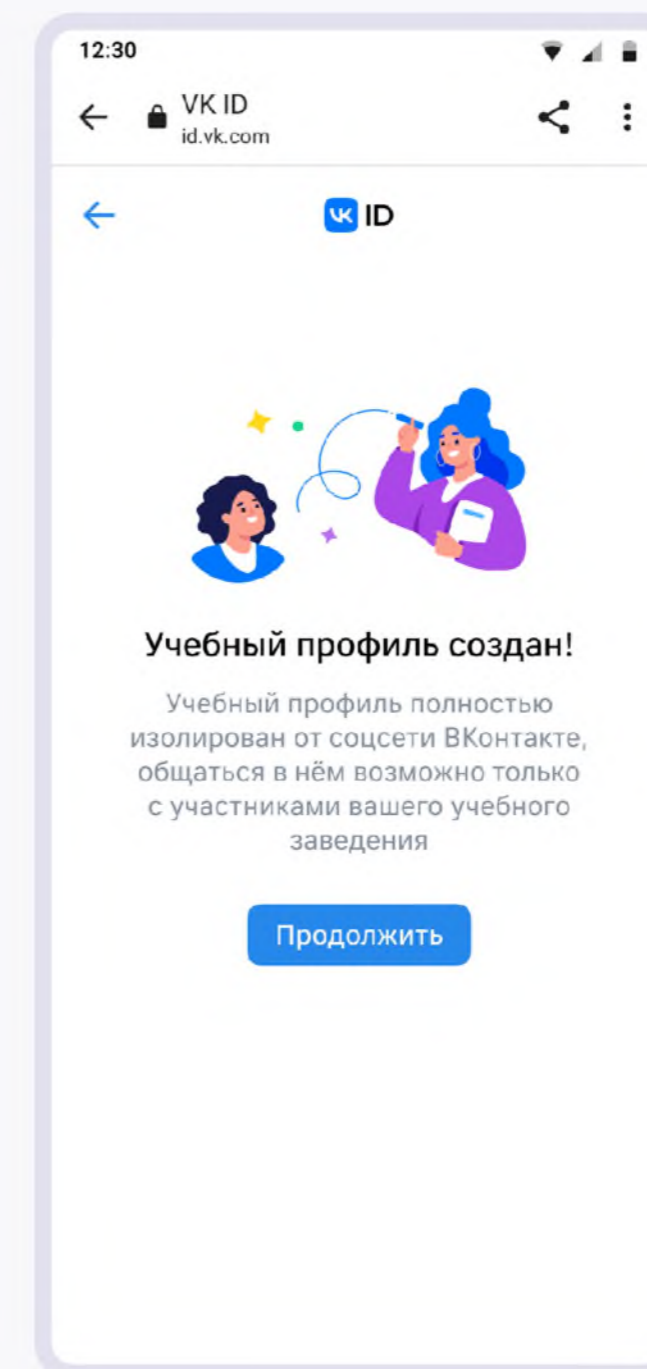 12:30
VK ID
id.vk.com
VK ID
Учебный профиль создан!
Учебный профиль полностью
изолирован от соцсети ВКонтакте,
общаться в нём возможно только
с участниками вашего учебного
заведения
Продолжить